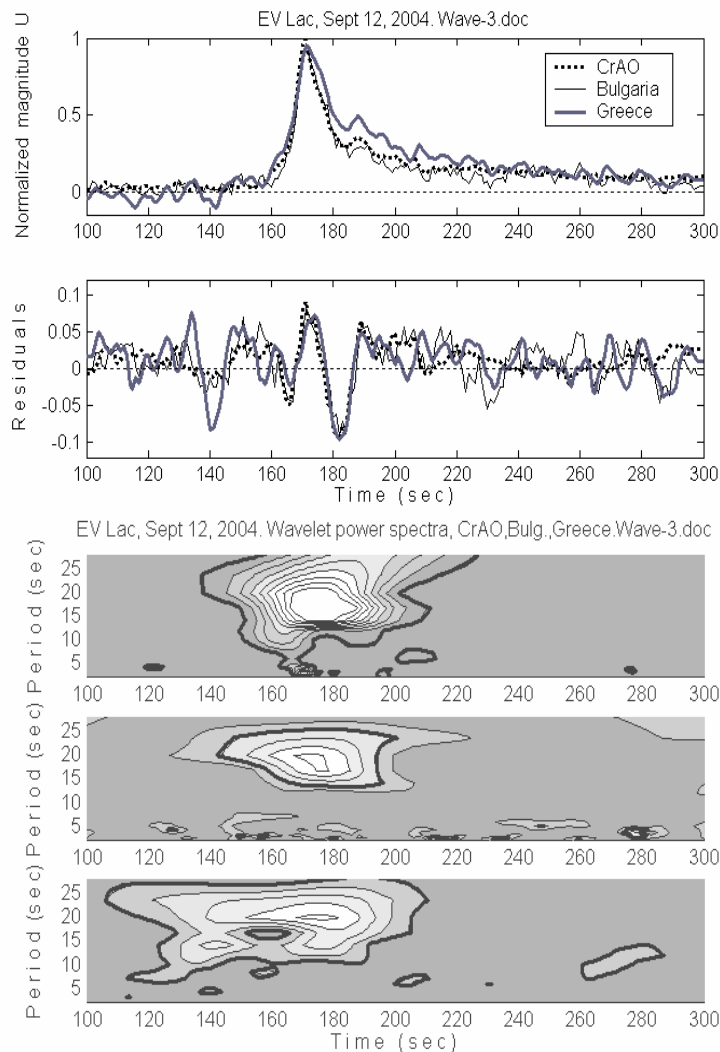 EV Lac, Sept 12, 2004. Wave-3.doc
Normalized magnitude U
1
0.5
0
CrAO
Bulgaria
Greece
100 120 140 160 180 200 220 240 260 280 300
Residuals
0.1
0.05
0
-0.05
-0.1
100 120 140 160 180 200 220 240 260 280 300
Time (sec)
EV Lac, Sept 12, 2004. Wavelet power spectra, CrAO,Bulg.,Greece.Wave-3.doc
Period (sec)
25
20
15
10
5
100 120 140 160 180 200 220 240 260 280 300
Period (sec)
25
20
15
10
5
100 120 140 160 180 200 220 240 260 280 300
Period (sec)
25
20
15
10
5
100 120 140 160 180 200 220 240 260 280 300
Time (sec)